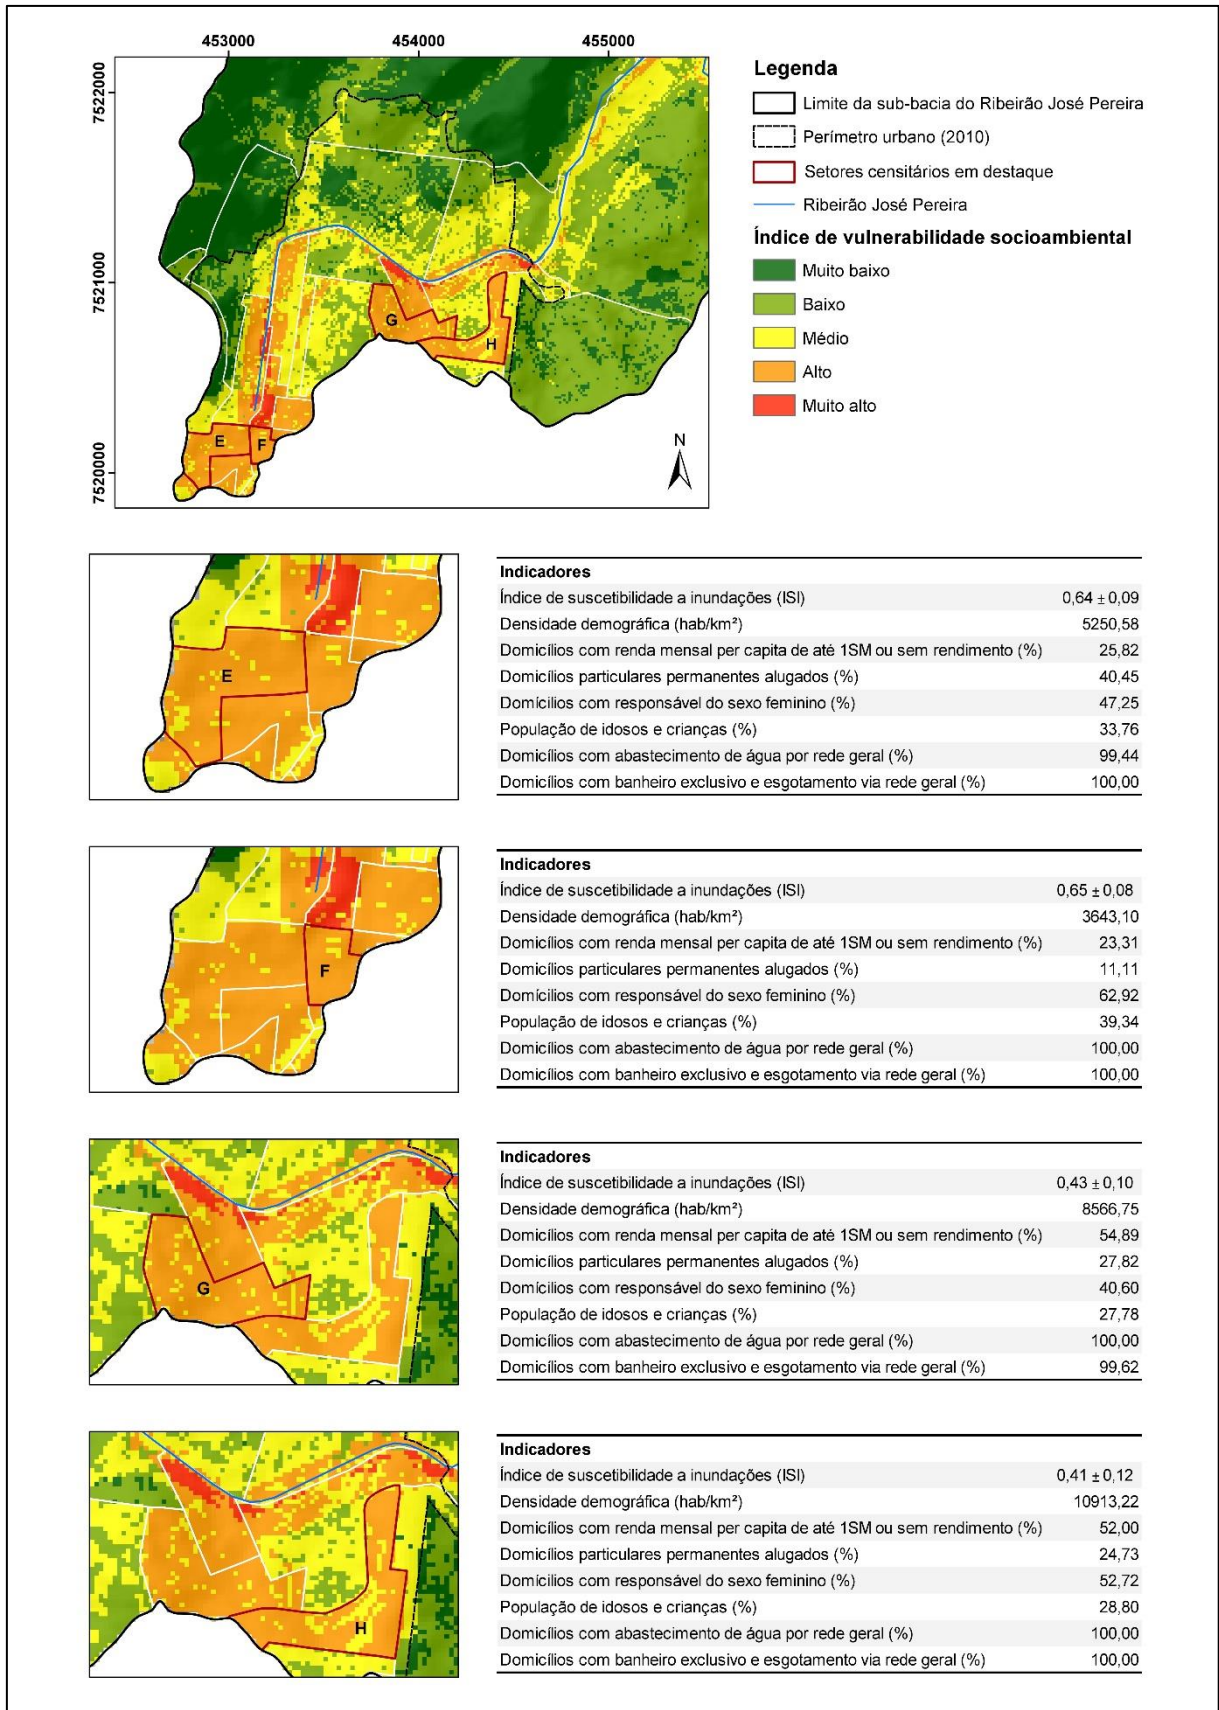 453000 454000 455000
7522000
7521000
7520000
E
F
G
H
N
Legenda
Limite da sub-bacia do Ribeirão José Pereira
Perímetro urbano (2010)
Setores censitários em destaque
Ribeirão José Pereira
Índice de vulnerabilidade socioambiental
Muito baixo
Baixo
Médio
Alto
Muito alto
E
Indicadores
Índice de suscetibilidade a inundações (ISI) 0,64 ± 0,09
Densidade demográfica (hab/km²) 5250,58
Domicílios com renda mensal per capita de até 1SM ou sem rendimento (%) 25,82
Domicílios particulares permanentes alugados (%) 40,45
Domícilios com responsável do sexo feminino (%) 47,25
População de idosos e crianças (%) 33,76
Domicílios com abastecimento de água por rede geral (%) 99,44
Domicílios com banheiro exclusivo e esgotamento via rede geral (%) 100,00
F
Indicadores
Índice de suscetibilidade a inundações (ISI) 0,65 ± 0,08
Densidade demográfica (hab/km²) 3643,10
Domicílios com renda mensal per capita de até 1SM ou sem rendimento (%) 23,31
Domicílios particulares permanentes alugados (%) 11,11
Domícilios com responsável do sexo feminino (%) 62,92
População de idosos e crianças (%) 39,34
Domicílios com abastecimento de água por rede geral (%) 100,00
Domicílios com banheiro exclusivo e esgotamento via rede geral (%) 100,00
G
Indicadores
Índice de suscetibilidade a inundações (ISI) 0,43 ± 0,10
Densidade demográfica (hab/km²) 8566,75
Domicílios com renda mensal per capita de até 1SM ou sem rendimento (%) 54,89
Domicílios particulares permanentes alugados (%) 27,82
Domícilios com responsável do sexo feminino (%) 40,60
População de idosos e crianças (%) 27,78
Domicílios com abastecimento de água por rede geral (%) 100,00
Domicílios com banheiro exclusivo e esgotamento via rede geral (%) 99,62
H
Indicadores
Índice de suscetibilidade a inundações (ISI) 0,41 ± 0,12
Densidade demográfica (hab/km²) 10913,22
Domicílios com renda mensal per capita de até 1SM ou sem rendimento (%) 52,00
Domicílios particulares permanentes alugados (%) 24,73
Domícilios com responsável do sexo feminino (%) 52,72
População de idosos e crianças (%) 28,80
Domicílios com abastecimento de água por rede geral (%) 100,00
Domicílios com banheiro exclusivo e esgotamento via rede geral (%) 100,00